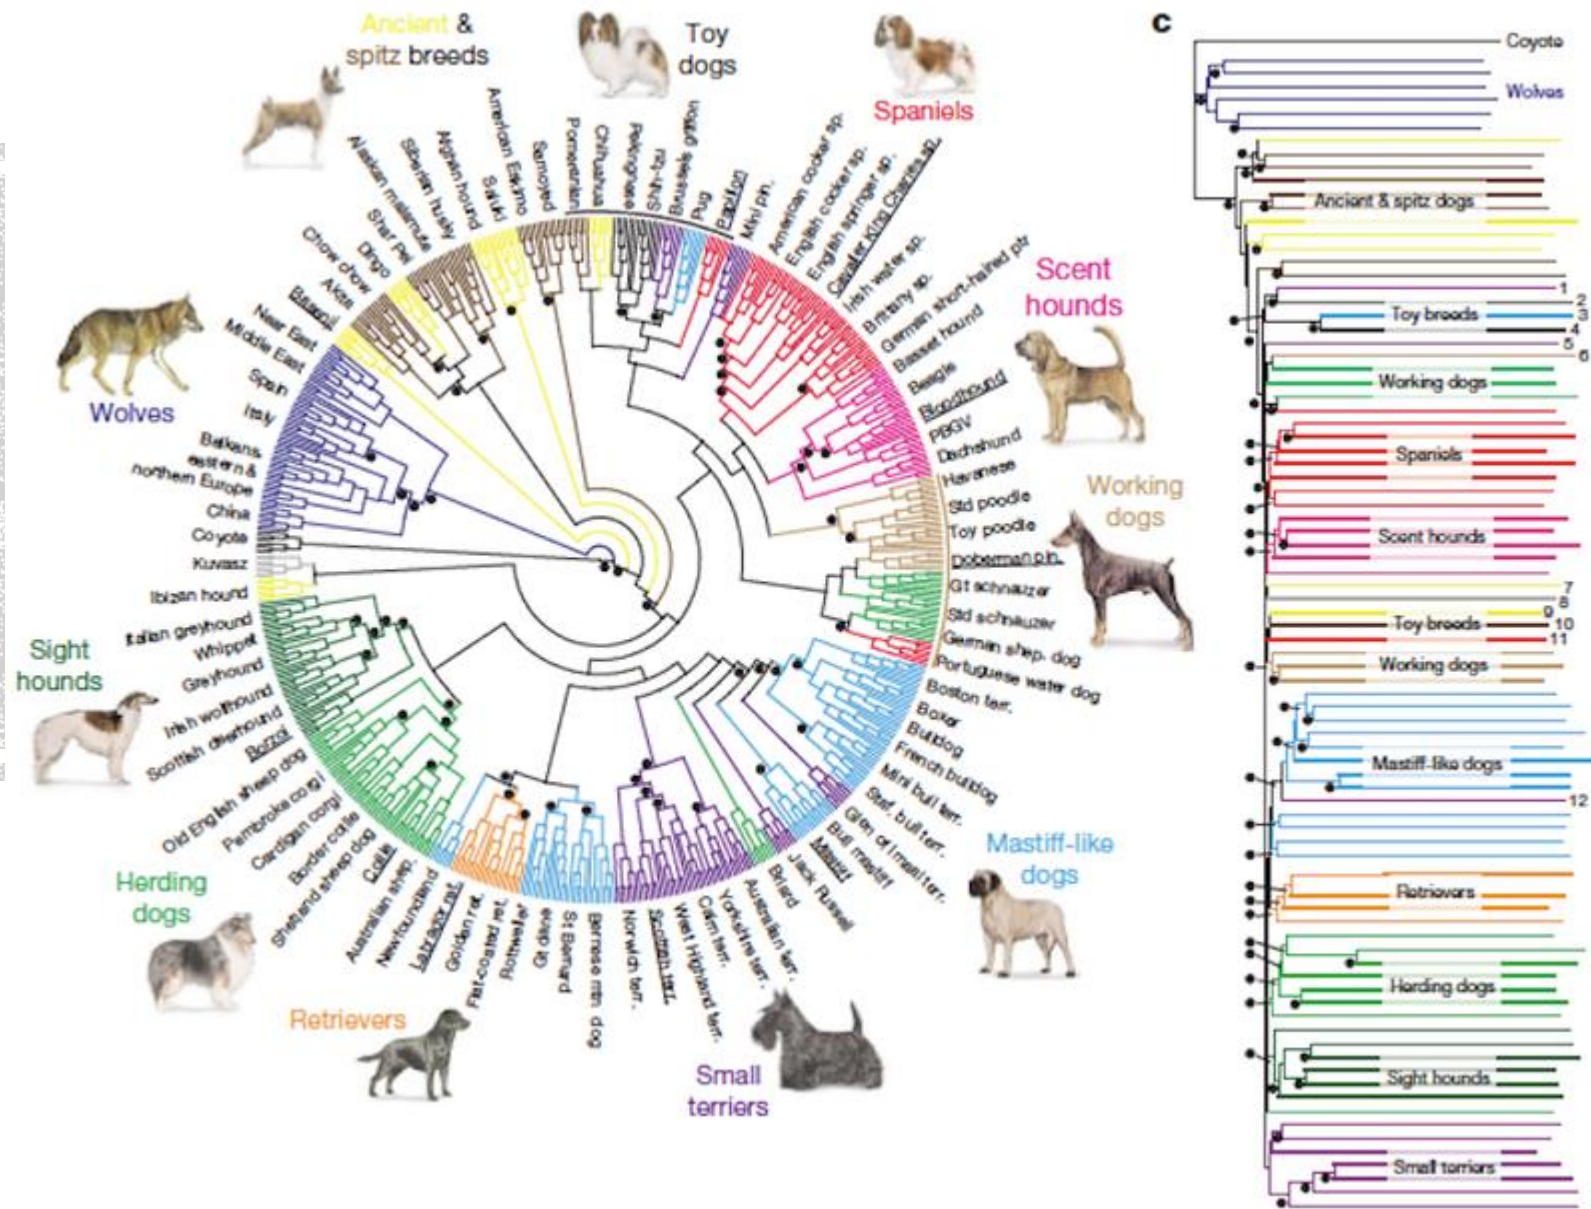 Ancient &
spitz breeds
Toy
dogs
Spaniels
Scent
hounds
Working
dogs
Mastiff-like
dogs
Small
terriers
Retrievers
Herding
dogs
Sight
hounds
Wolves
Coyote
China
northern Europe
eastern &
Balkans
Italy
Spain
Middle East
Near East
Basenji
Akita
Chow chow
Dingo
Shar pei
Alaskan malamute
Siberian husky
Afghan hound
Saluki
American Eskimo
Samoyed
Pomeranian
Chihuahua
Pekingese
Shih-tzu
Brussels griffon
Pug
Papillon
Mini pin.
American cocker sp.
English cocker sp.
English springer sp.
Cavalier King Charles sp.
Irish water sp.
Brittany sp.
German short-haired ptr
Basset hound
Beagle
Bloodhound
PBGV
Dachshund
Havanese
Std poodle
Toy poodle
Doberman pin.
Gt schnauzer
Std schnauzer
German shep. dog
Portuguese water dog
Boston terr.
Boxer
Bulldog
French bulldog
Mini bull terr.
Staf. bull terr.
Glen of Imaal terr.
Bull mastiff
Mastiff
Jack Russell
Briard
Australian terr.
Yorkshire terr.
Cairn terr.
West Highland terr.
Scottish terr.
Norwich terr.
Bernese mtn dog
St Bernard
Gt dane
Rottweiler
Flat-coated ret.
Golden ret.
Labrador ret.
Newfoundland
Australian shep.
Collie
Shetland sheep dog
Border collie
Cardigan corgi
Pembroke corgi
Old English sheep dog
Borzoi
Scottish deerhound
Irish wolfhound
Greyhound
Whippet
Italian greyhound
Ibizan hound
Kuvasz
c
Coyote
Wolves
Ancient & spitz dogs
1
2
Toy breeds
3
4
5
6
Working dogs
Spaniels
Scent hounds
7
8
9
Toy breeds
10
11
Working dogs
Mastiff-like dogs
12
Retrievers
Herding dogs
Sight hounds
Small terriers